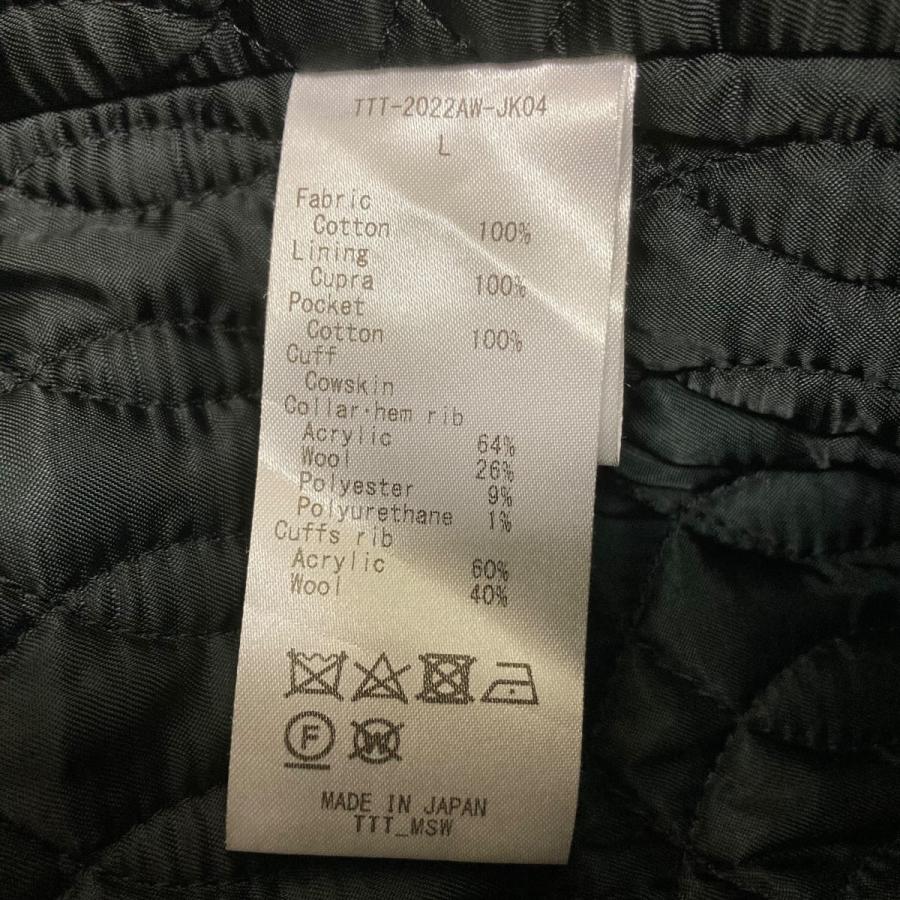 TTT-2022AW-JK04
L
Fabric
Cotton 100%
Lining
Cupra 100%
Pocket
Cotton 100%
Cuff
Cowskin
Collar·hem rib
Acrylic 64%
Wool 26%
Polyester 9%
Polyurethane 1%
Cuffs rib
Acrylic 60%
Wool 40%
F W
MADE IN JAPAN
TTT_MSW